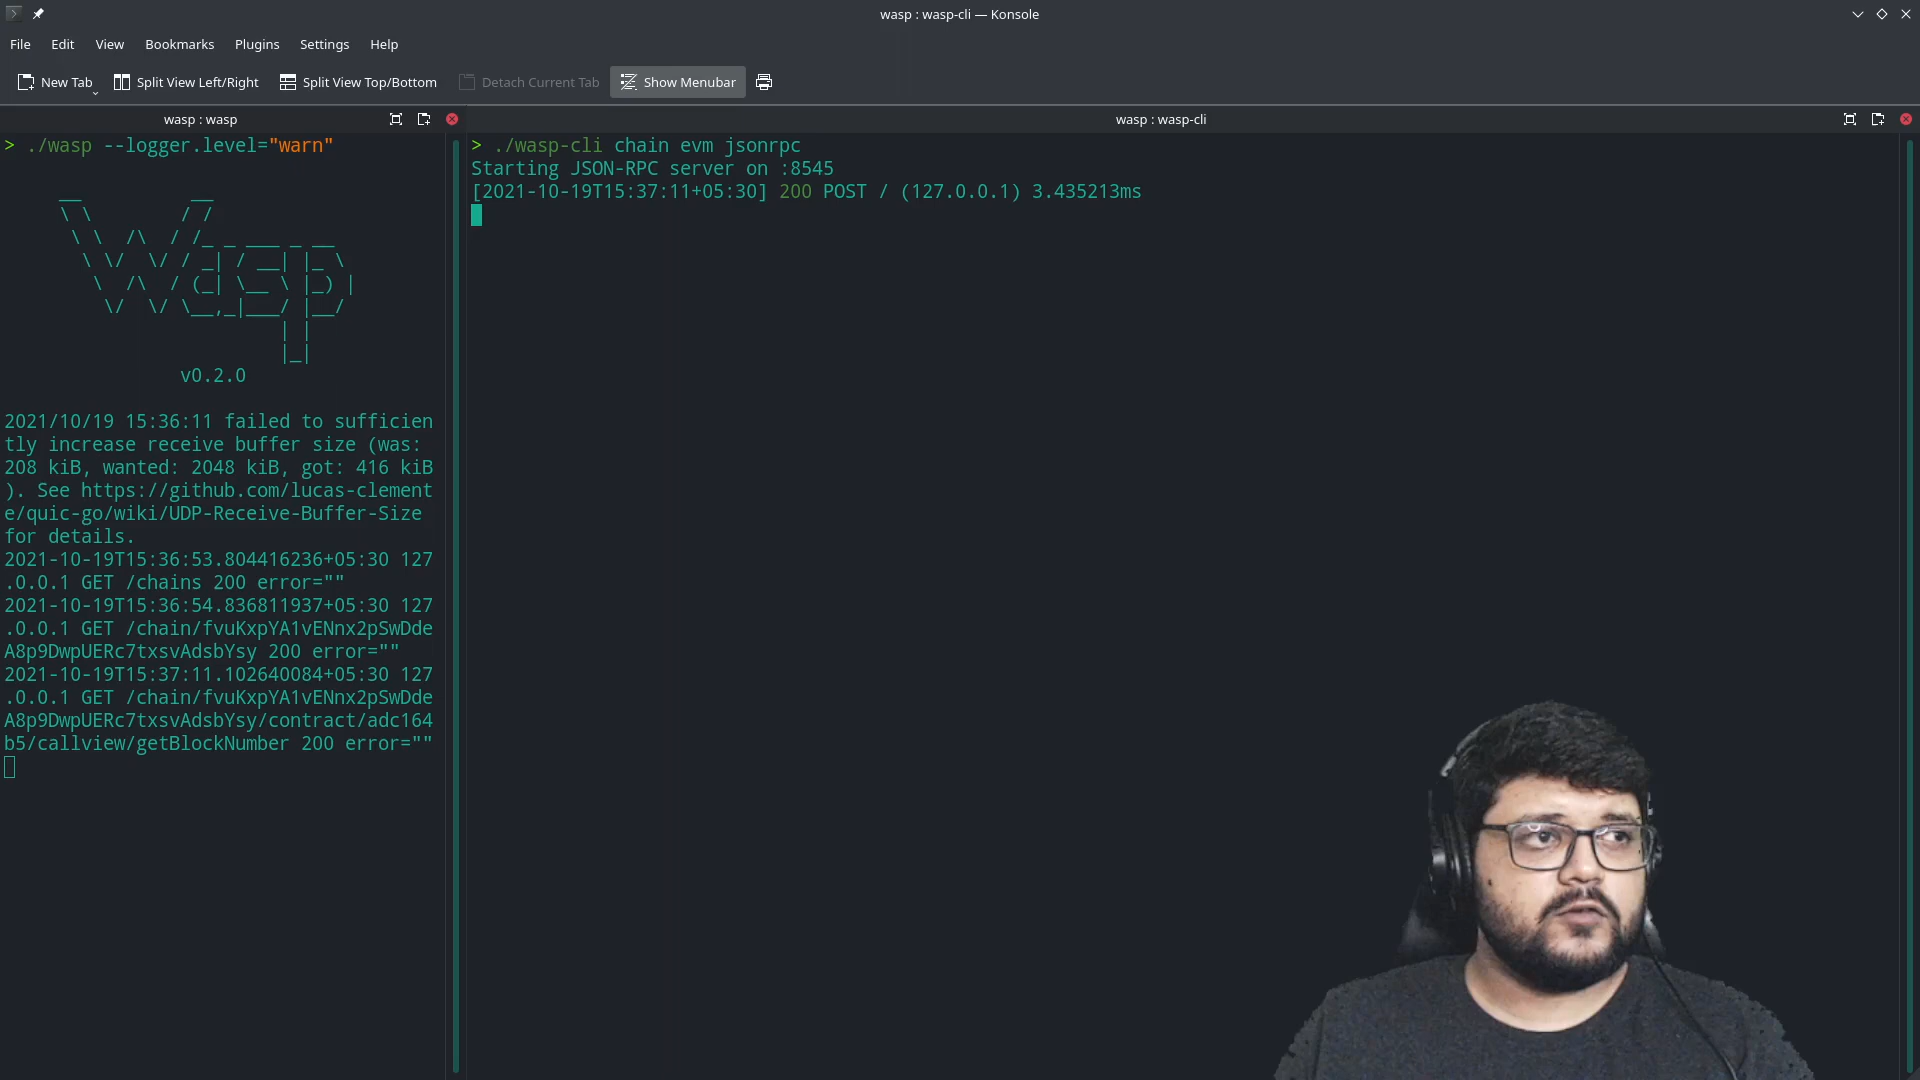 wasp : wasp-cli — Konsole
File Edit View Bookmarks Plugins Settings Help
New Tab Split View Left/Right Split View Top/Bottom Detach Current Tab Show Menubar
wasp : wasp
> ./wasp --logger.level="warn"
Wasp
v0.2.0
2021/10/19 15:36:11 failed to sufficien
tly increase receive buffer size (was:
208 kiB, wanted: 2048 kiB, got: 416 kiB
). See https://github.com/lucas-clement
e/quic-go/wiki/UDP-Receive-Buffer-Size
for details.
2021-10-19T15:36:53.804416236+05:30 127
.0.0.1 GET /chains 200 error=""
2021-10-19T15:36:54.836811937+05:30 127
.0.0.1 GET /chain/fvuKxpYA1vENnx2pSwDde
A8p9DwpUERc7txsvAdsbYsy 200 error=""
2021-10-19T15:37:11.102640084+05:30 127
.0.0.1 GET /chain/fvuKxpYA1vENnx2pSwDde
A8p9DwpUERc7txsvAdsbYsy/contract/adc164
b5/callview/getBlockNumber 200 error=""
wasp : wasp-cli
> ./wasp-cli chain evm jsonrpc
Starting JSON-RPC server on :8545
[2021-10-19T15:37:11+05:30] 200 POST / (127.0.0.1) 3.435213ms